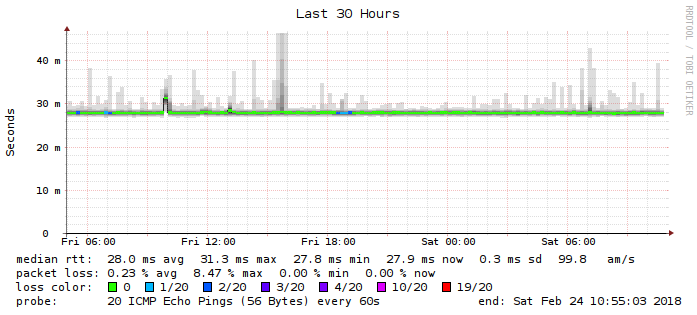 Last 30 Hours
RRDTOOL / TOBI OETIKER
Seconds
40 m
30 m
20 m
10 m
0
Fri 06:00 Fri 12:00 Fri 18:00 Sat 00:00 Sat 06:00
median rtt: 28.0 ms avg 31.3 ms max 27.8 ms min 27.9 ms now 0.3 ms sd 99.8 am/s
packet loss: 0.23 % avg 8.47 % max 0.00 % min 0.00 % now
loss color: 0 1/20 2/20 3/20 4/20 10/20 19/20
probe: 20 ICMP Echo Pings (56 Bytes) every 60s end: Sat Feb 24 10:55:03 2018